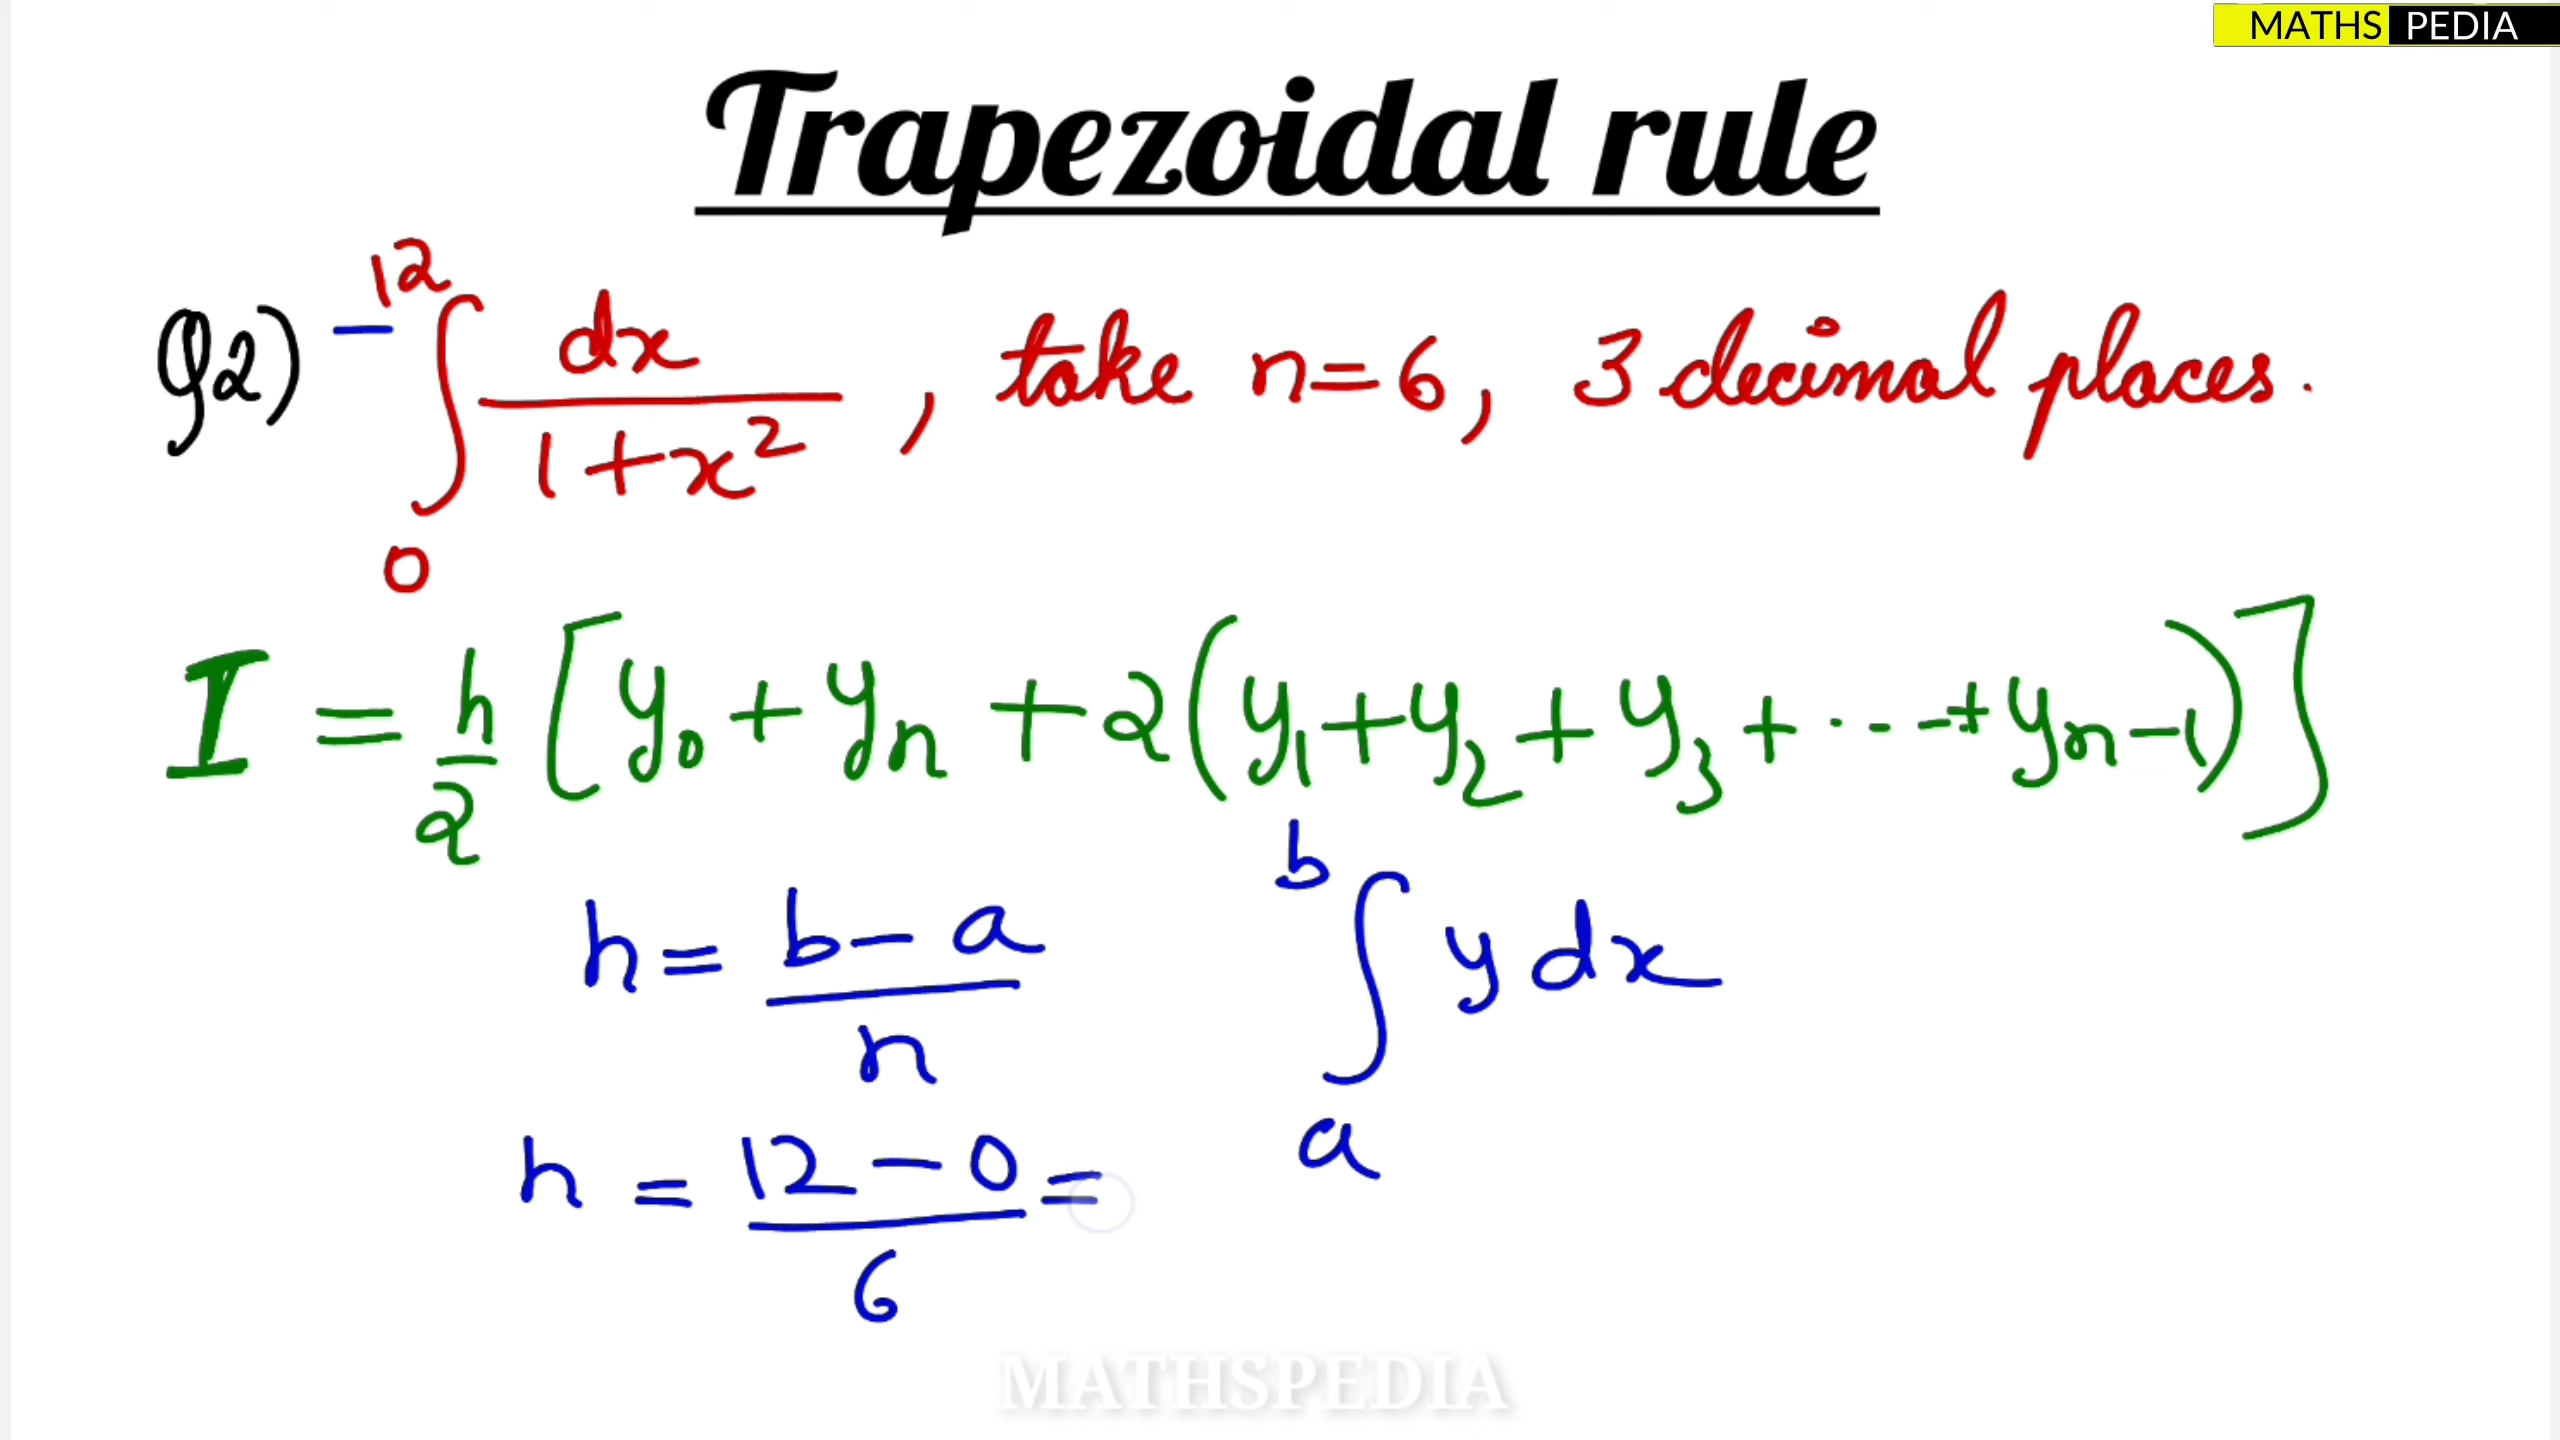 MATHS PEDIA
Trapezoidal rule
Q2) ∫₀¹² dx/(1+x²), take n=6, 3 decimal places.
I = h/2 [y₀ + yₙ + 2(y₁ + y₂ + y₃ + ... + yₙ₋₁)]
h = (b - a)/n
∫ₐᵇ y dx
h = (12 - 0)/6 =
MATHSPEDIA